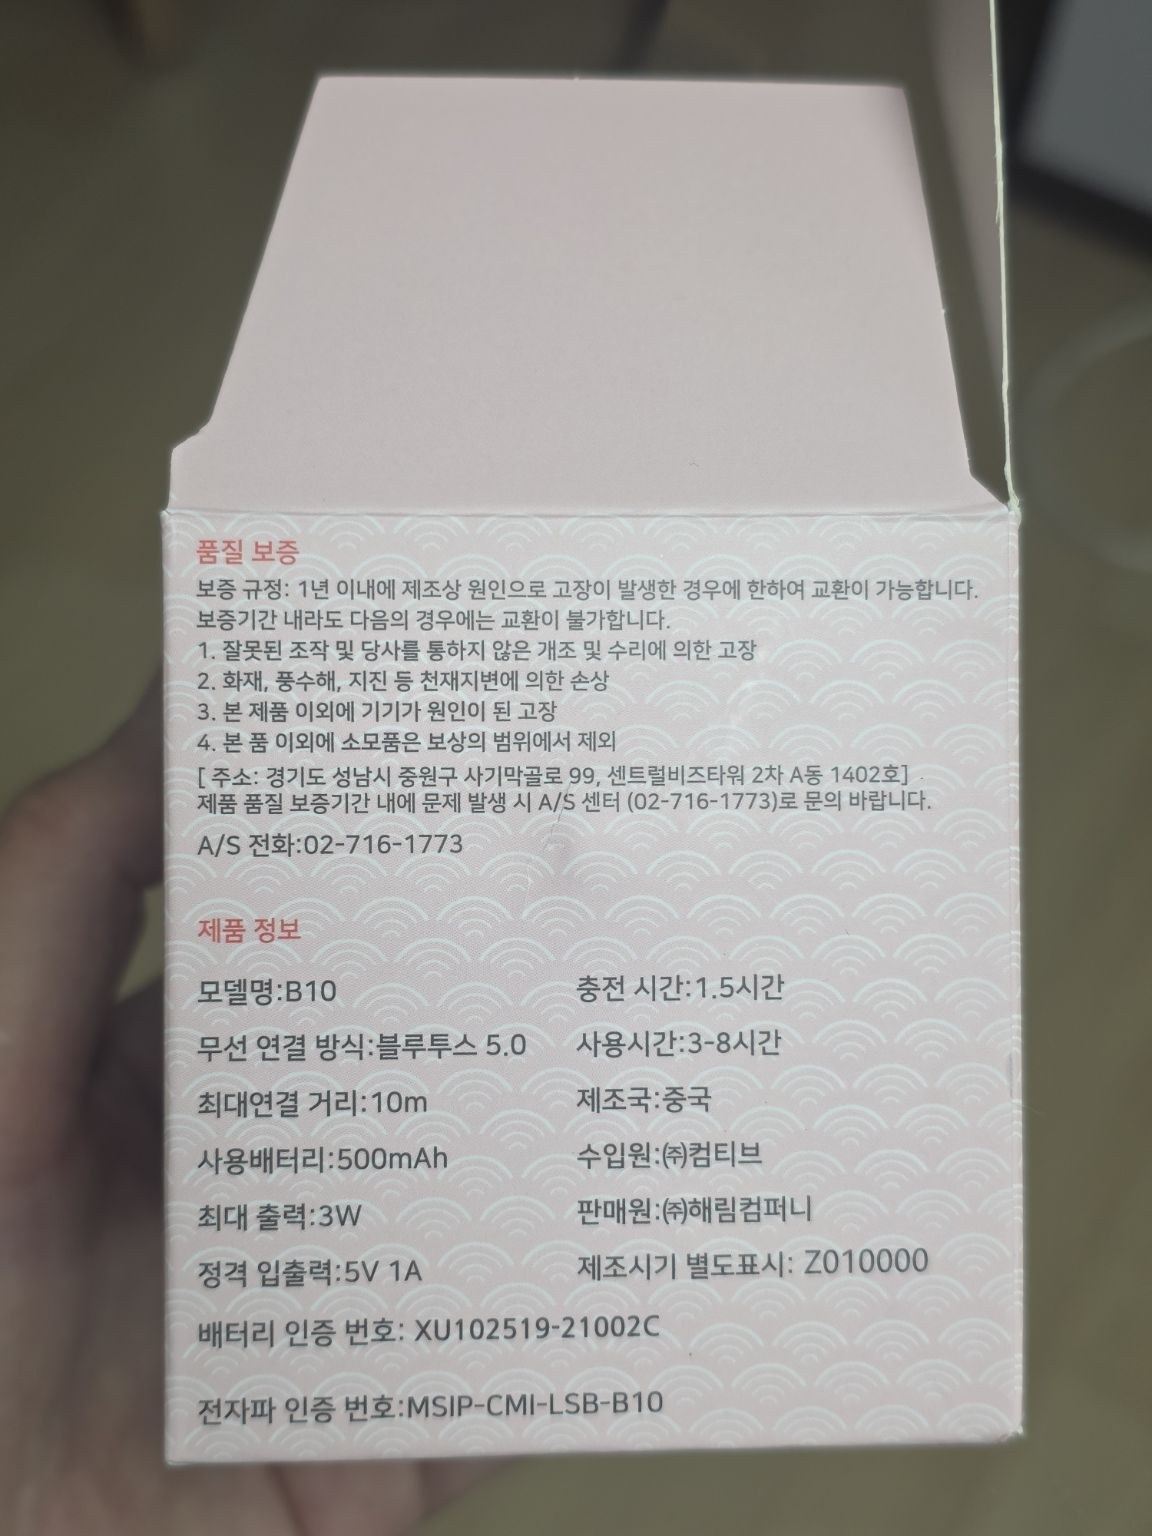 품질 보증
보증 규정: 1년 이내에 제조상 원인으로 고장이 발생한 경우에 한하여 교환이 가능합니다.
보증기간 내라도 다음의 경우에는 교환이 불가합니다.
1. 잘못된 조작 및 당사를 통하지 않은 개조 및 수리에 의한 고장
2. 화재, 풍수해, 지진 등 천재지변에 의한 손상
3. 본 제품 이외에 기기가 원인이 된 고장
4. 본 품 이외에 소모품은 보상의 범위에서 제외
[ 주소: 경기도 성남시 중원구 사기막골로 99, 센트럴비즈타워 2차 A동 1402호]
제품 품질 보증기간 내에 문제 발생 시 A/S 센터 (02-716-1773)로 문의 바랍니다.
A/S 전화:02-716-1773
제품 정보
모델명:B10
무선 연결 방식:블루투스 5.0
최대연결 거리:10m
사용배터리:500mAh
최대 출력:3W
정격 입출력:5V 1A
충전 시간:1.5시간
사용시간:3-8시간
제조국:중국
수입원:㈜컴티브
판매원:㈜해림컴퍼니
제조시기 별도표시: Z010000
배터리 인증 번호: XU102519-21002C
전자파 인증 번호:MSIP-CMI-LSB-B10